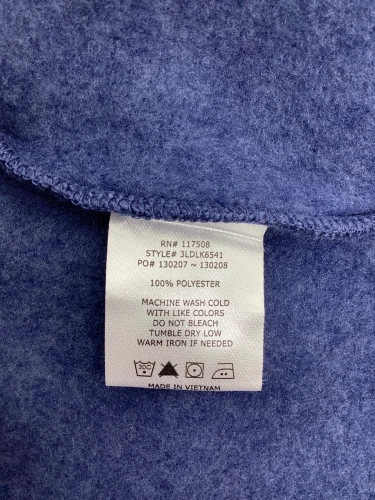 RN# 117508
STYLE# 3LDLK6541
PO# 130207 ~ 130208
100% POLYESTER
MACHINE WASH COLD
WITH LIKE COLORS
DO NOT BLEACH
TUMBLE DRY LOW
WARM IRON IF NEEDED
30C
MADE IN VIETNAM